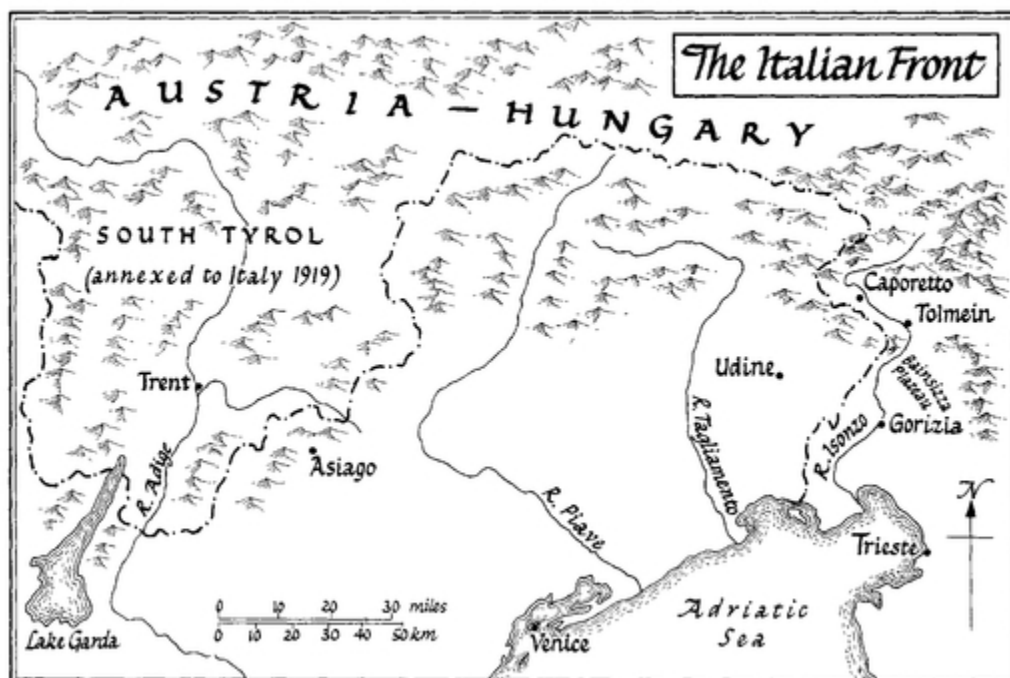 The Italian Front
AUSTRIA – HUNGARY
SOUTH TYROL
(annexed to Italy 1919)
Caporetto
Tolmein
Trent
Udine
Bainsizza
Plateau
R. Adige
Asiago
R. Tagliamento
R. Isonzo
Gorizia
R. Piave
N
Trieste
0 10 20 30 miles
0 10 20 30 40 50 km
Adriatic
Sea
Lake Garda
Venice